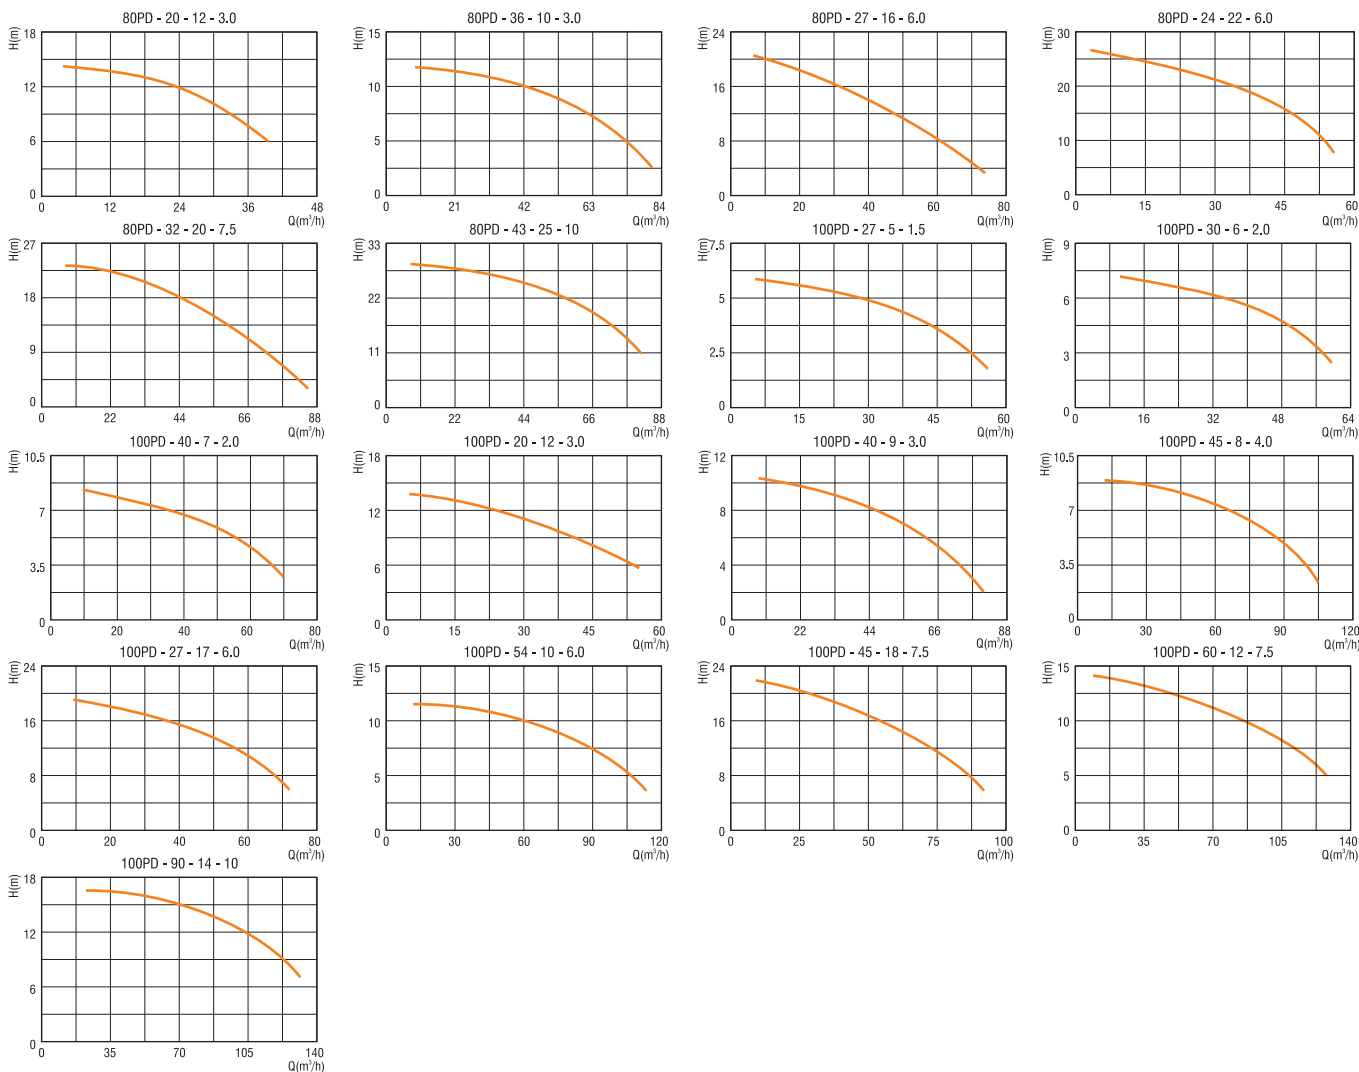 80PD - 20 - 12 - 3.0
H(m)
18
12
6
0
0 12 24 36 48
Q(m³/h)
80PD - 36 - 10 - 3.0
H(m)
15
10
5
0
0 21 42 63 84
Q(m³/h)
80PD - 27 - 16 - 6.0
H(m)
24
16
8
0
0 20 40 60 80
Q(m³/h)
80PD - 24 - 22 - 6.0
H(m)
30
20
10
0
0 15 30 45 60
Q(m³/h)
80PD - 32 - 20 - 7.5
H(m)
27
18
9
0
0 22 44 66 88
Q(m³/h)
80PD - 43 - 25 - 10
H(m)
33
22
11
0
0 22 44 66 88
Q(m³/h)
100PD - 27 - 5 - 1.5
H(m)
7.5
5
2.5
0
0 15 30 45 60
Q(m³/h)
100PD - 30 - 6 - 2.0
H(m)
9
6
3
0
0 16 32 48 64
Q(m³/h)
100PD - 40 - 7 - 2.0
H(m)
10.5
7
3.5
0
0 20 40 60 80
Q(m³/h)
100PD - 20 - 12 - 3.0
H(m)
18
12
6
0
0 15 30 45 60
Q(m³/h)
100PD - 40 - 9 - 3.0
H(m)
12
8
4
0
0 22 44 66 88
Q(m³/h)
100PD - 45 - 8 - 4.0
H(m)
10.5
7
3.5
0
0 30 60 90 120
Q(m³/h)
100PD - 27 - 17 - 6.0
H(m)
24
16
8
0
0 20 40 60 80
Q(m³/h)
100PD - 54 - 10 - 6.0
H(m)
15
10
5
0
0 30 60 90 120
Q(m³/h)
100PD - 45 - 18 - 7.5
H(m)
24
16
8
0
0 25 50 75 100
Q(m³/h)
100PD - 60 - 12 - 7.5
H(m)
15
10
5
0
0 35 70 105 140
Q(m³/h)
100PD - 90 - 14 - 10
H(m)
18
12
6
0
0 35 70 105 140
Q(m³/h)